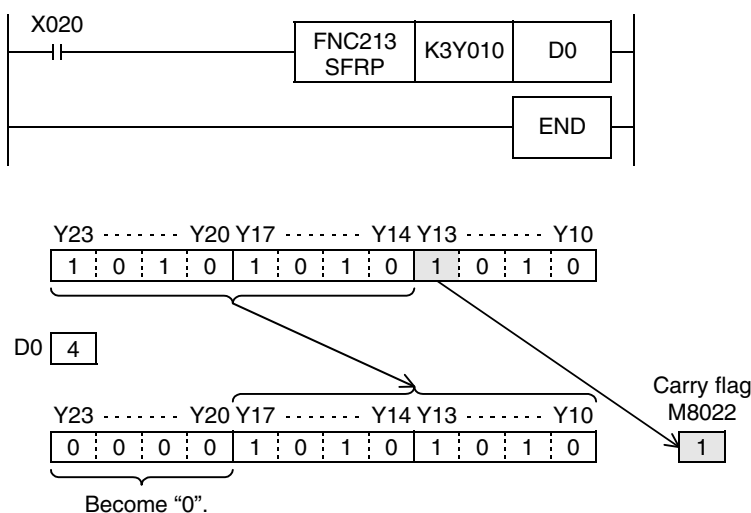 X020
FNC213
SFRP
K3Y010
D0
END
Y23 ------- Y20 Y17 ------- Y14 Y13 ------- Y10
1 0 1 0 1 0 1 0 1 0 1 0
D0 4
Carry flag
M8022
Y23 ------- Y20 Y17 ------- Y14 Y13 ------- Y10
0 0 0 0 1 0 1 0 1 0 1 0
1
Become “0”.